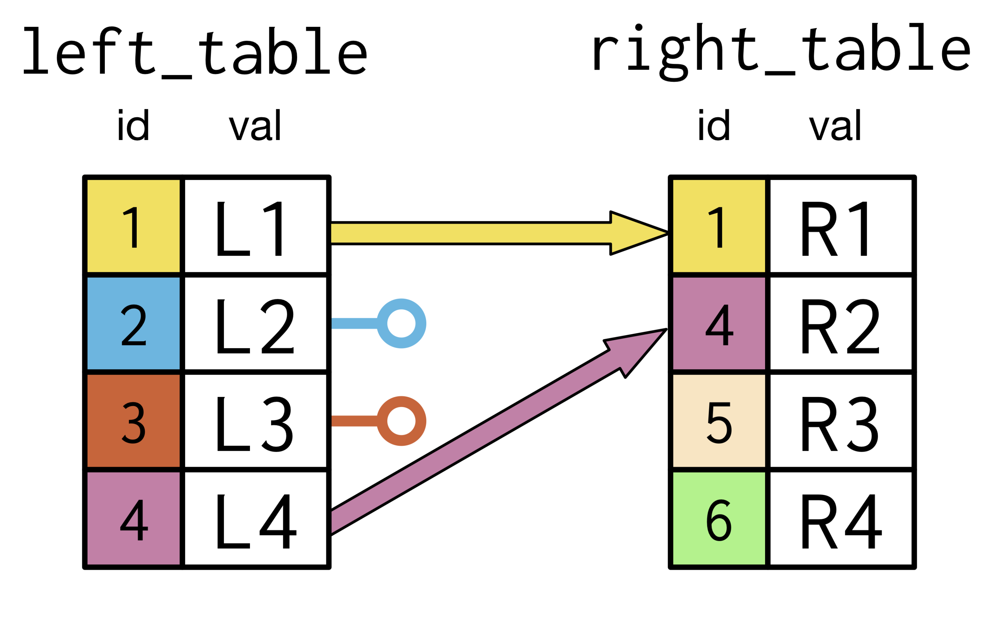 left_table right_table
id val id val
1 L1 1 R1
2 L2 4 R2
3 L3 5 R3
4 L4 6 R4